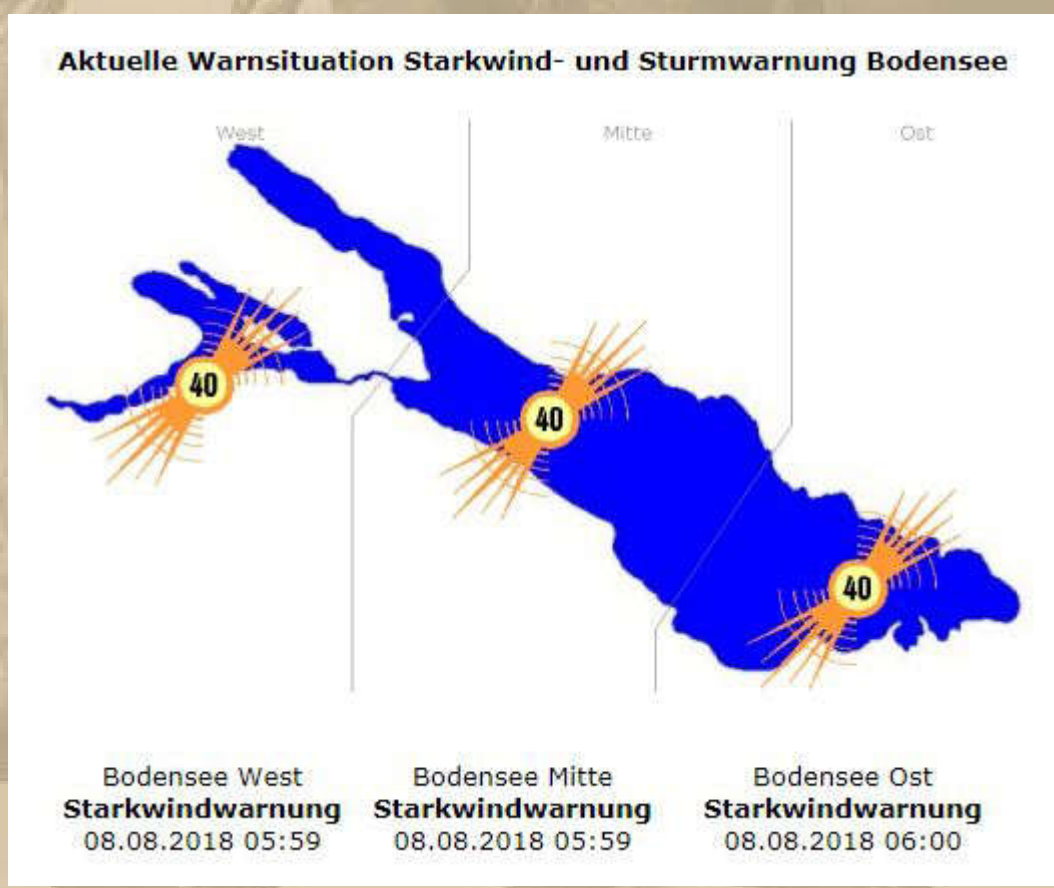 Aktuelle Warnsituation Starkwind- und Sturmwarnung Bodensee
West Mitte Ost
40
40
40
Bodensee West
Starkwindwarnung
08.08.2018 05:59
Bodensee Mitte
Starkwindwarnung
08.08.2018 05:59
Bodensee Ost
Starkwindwarnung
08.08.2018 06:00